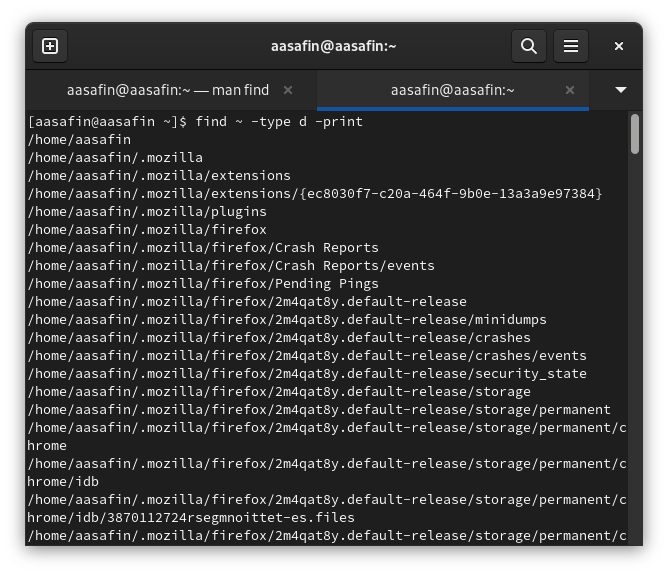 aasafin@aasafin:~
aasafin@aasafin:~ — man find
aasafin@aasafin:~
[aasafin@aasafin ~]$ find ~ -type d -print
/home/aasafin
/home/aasafin/.mozilla
/home/aasafin/.mozilla/extensions
/home/aasafin/.mozilla/extensions/{ec8030f7-c20a-464f-9b0e-13a3a9e97384}
/home/aasafin/.mozilla/plugins
/home/aasafin/.mozilla/firefox
/home/aasafin/.mozilla/firefox/Crash Reports
/home/aasafin/.mozilla/firefox/Crash Reports/events
/home/aasafin/.mozilla/firefox/Pending Pings
/home/aasafin/.mozilla/firefox/2m4qat8y.default-release
/home/aasafin/.mozilla/firefox/2m4qat8y.default-release/minidumps
/home/aasafin/.mozilla/firefox/2m4qat8y.default-release/crashes
/home/aasafin/.mozilla/firefox/2m4qat8y.default-release/crashes/events
/home/aasafin/.mozilla/firefox/2m4qat8y.default-release/security_state
/home/aasafin/.mozilla/firefox/2m4qat8y.default-release/storage
/home/aasafin/.mozilla/firefox/2m4qat8y.default-release/storage/permanent
/home/aasafin/.mozilla/firefox/2m4qat8y.default-release/storage/permanent/c
hrome
/home/aasafin/.mozilla/firefox/2m4qat8y.default-release/storage/permanent/c
hrome/idb
/home/aasafin/.mozilla/firefox/2m4qat8y.default-release/storage/permanent/c
hrome/idb/3870112724rsegmnoittet-es.files
/home/aasafin/.mozilla/firefox/2m4qat8y.default-release/storage/permanent/c